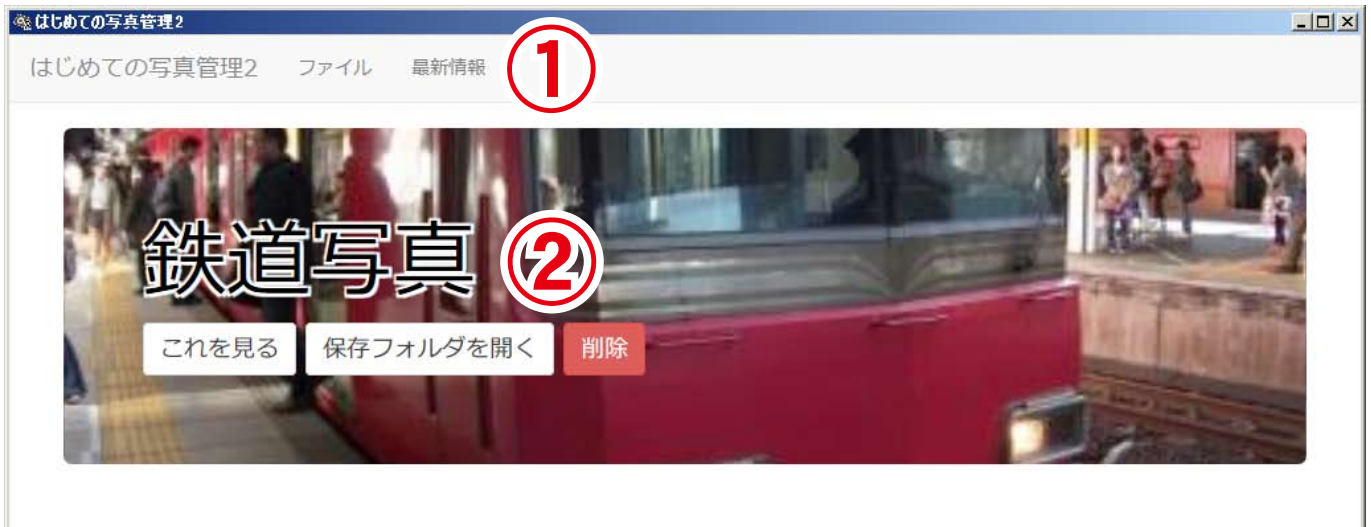 はじめての写真管理2
はじめての写真管理2 ファイル 最新情報 ①
鉄道写真 ②
これを見る 保存フォルダを開く 削除